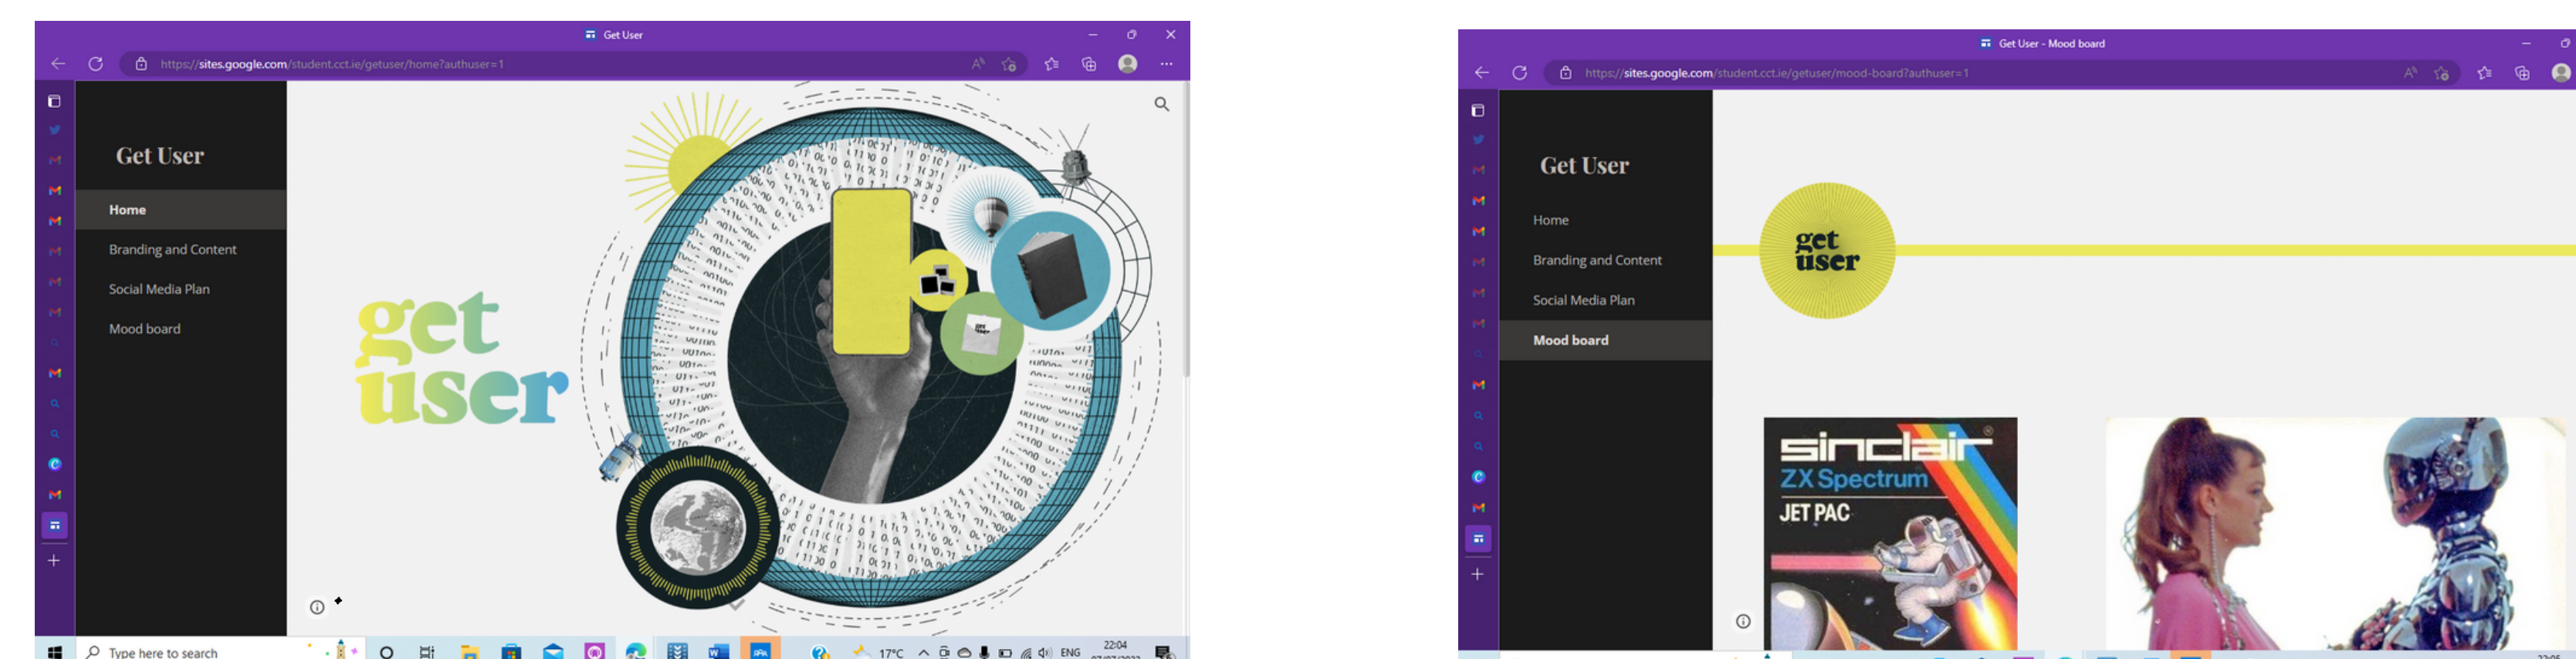 Get User
https://sites.google.com/student.cct.ie/getuser/home?authuser=1
Get User
Home
Branding and Content
Social Media Plan
Mood board
get
user
get
user
Type here to search
17°C
ENG
22:04
Get User - Mood board
https://sites.google.com/student.cct.ie/getuser/mood-board?authuser=1
Get User
Home
Branding and Content
Social Media Plan
Mood board
get
user
sinclair®
ZX Spectrum
JET PAC